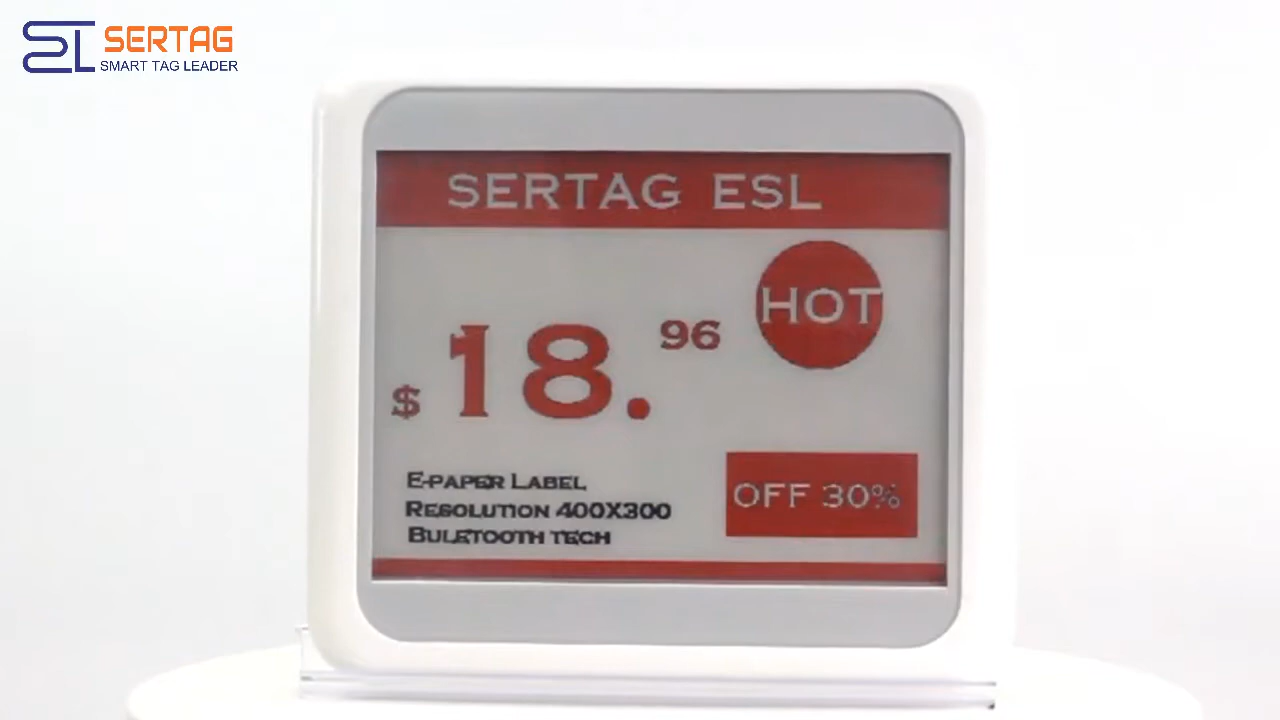 SERTAG
SMART TAG LEADER
SERTAG ESL
HOT
$ 18.96
E-PAPER LABEL
RESOLUTION 400X300
BULETOOTH TECH
OFF 30%